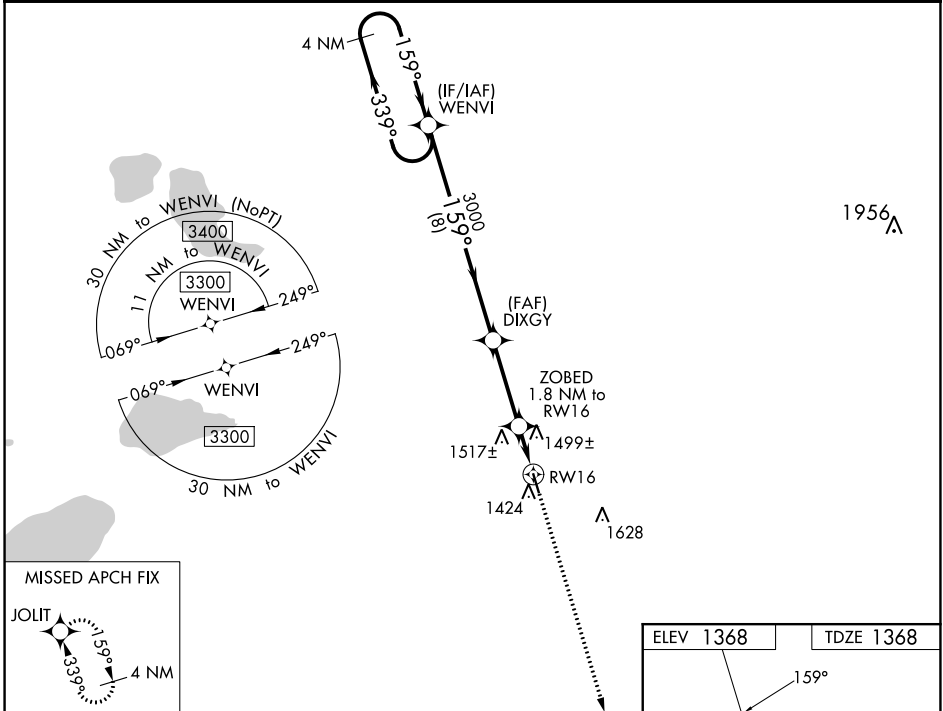 4 NM
159°
339°
(IF/IAF)
WENVI
3000
159°
(8)
1956
30 NM to WENVI (NoPT)
3400
11 NM to WENVI
3300
WENVI
249°
069°
249°
069°
WENVI
3300
30 NM to WENVI
(FAF)
DIXGY
ZOBED
1.8 NM to
RW16
1517±
1499±
RW16
1424
1628
MISSED APCH FIX
JOLIT
159°
339°
4 NM
ELEV 1368
TDZE 1368
159°